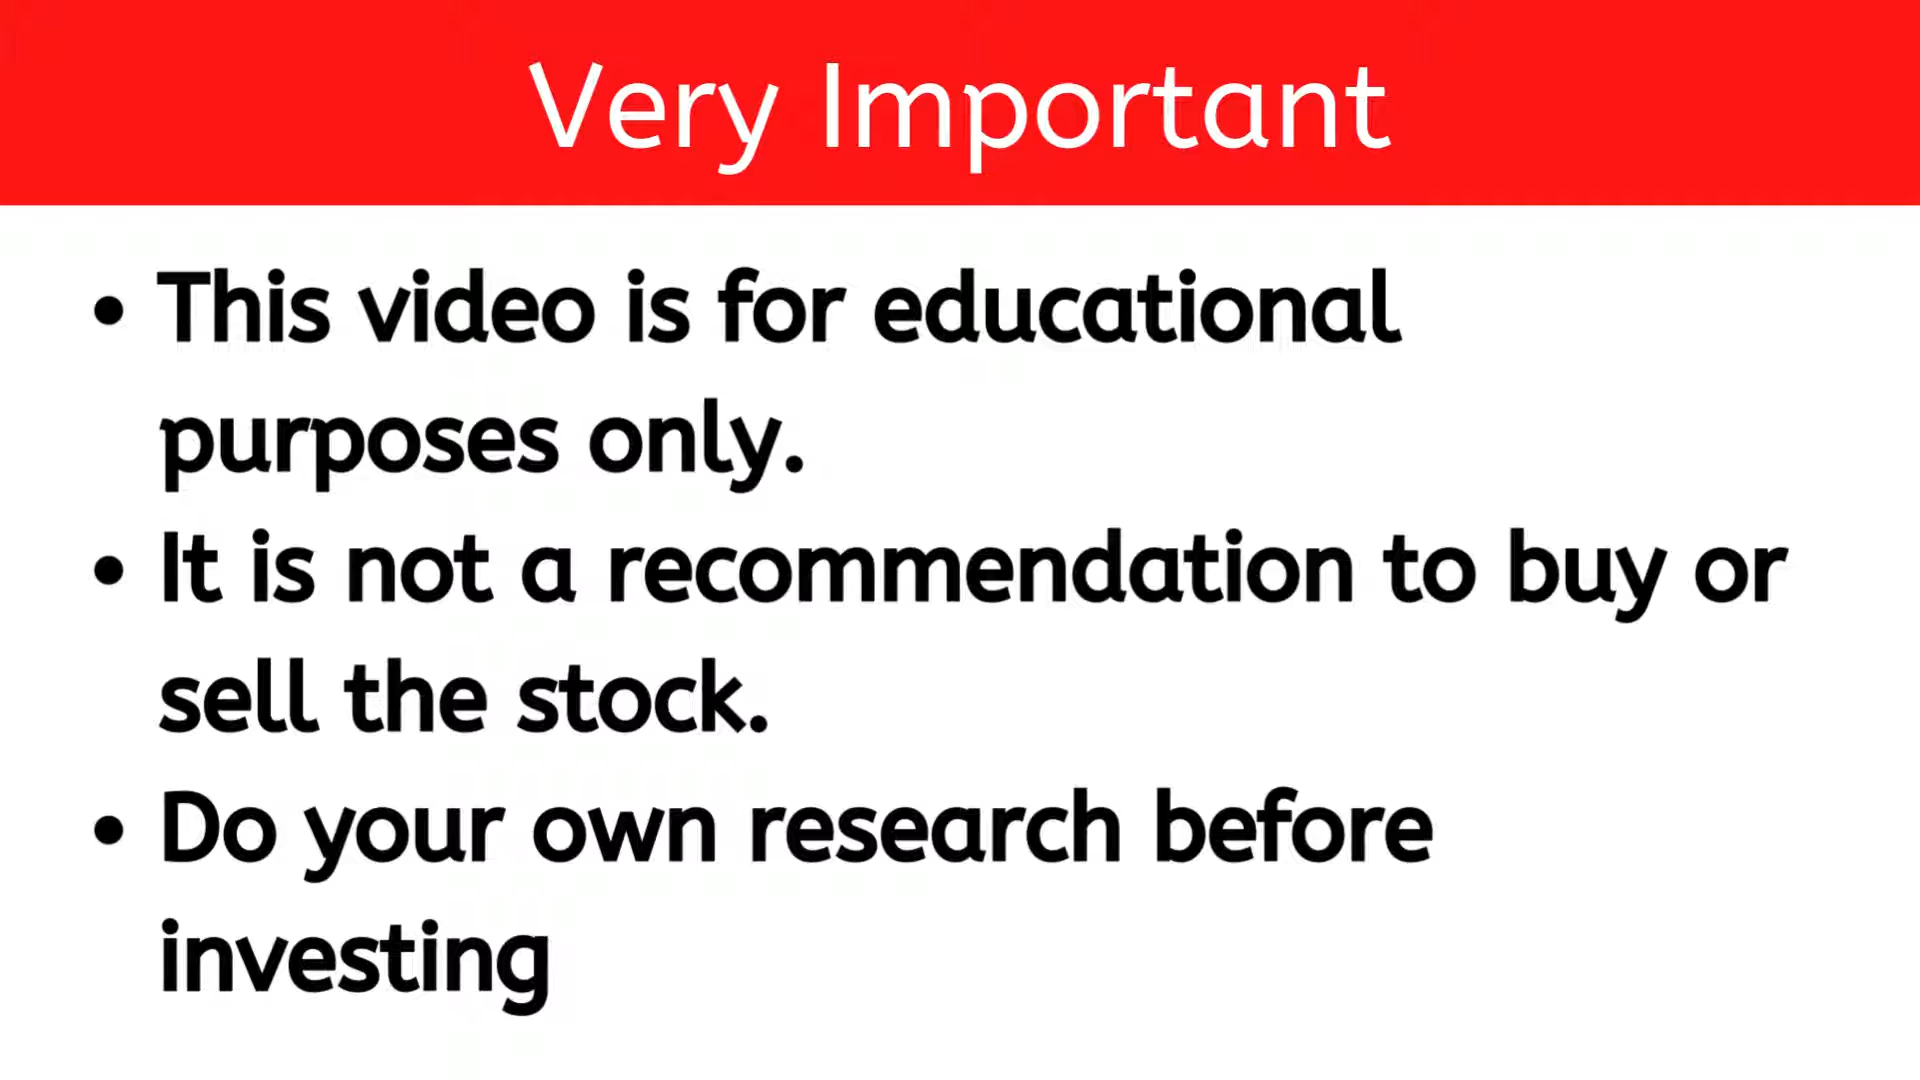 Very Important
• This video is for educational
purposes only.
• It is not a recommendation to buy or
sell the stock.
• Do your own research before
investing